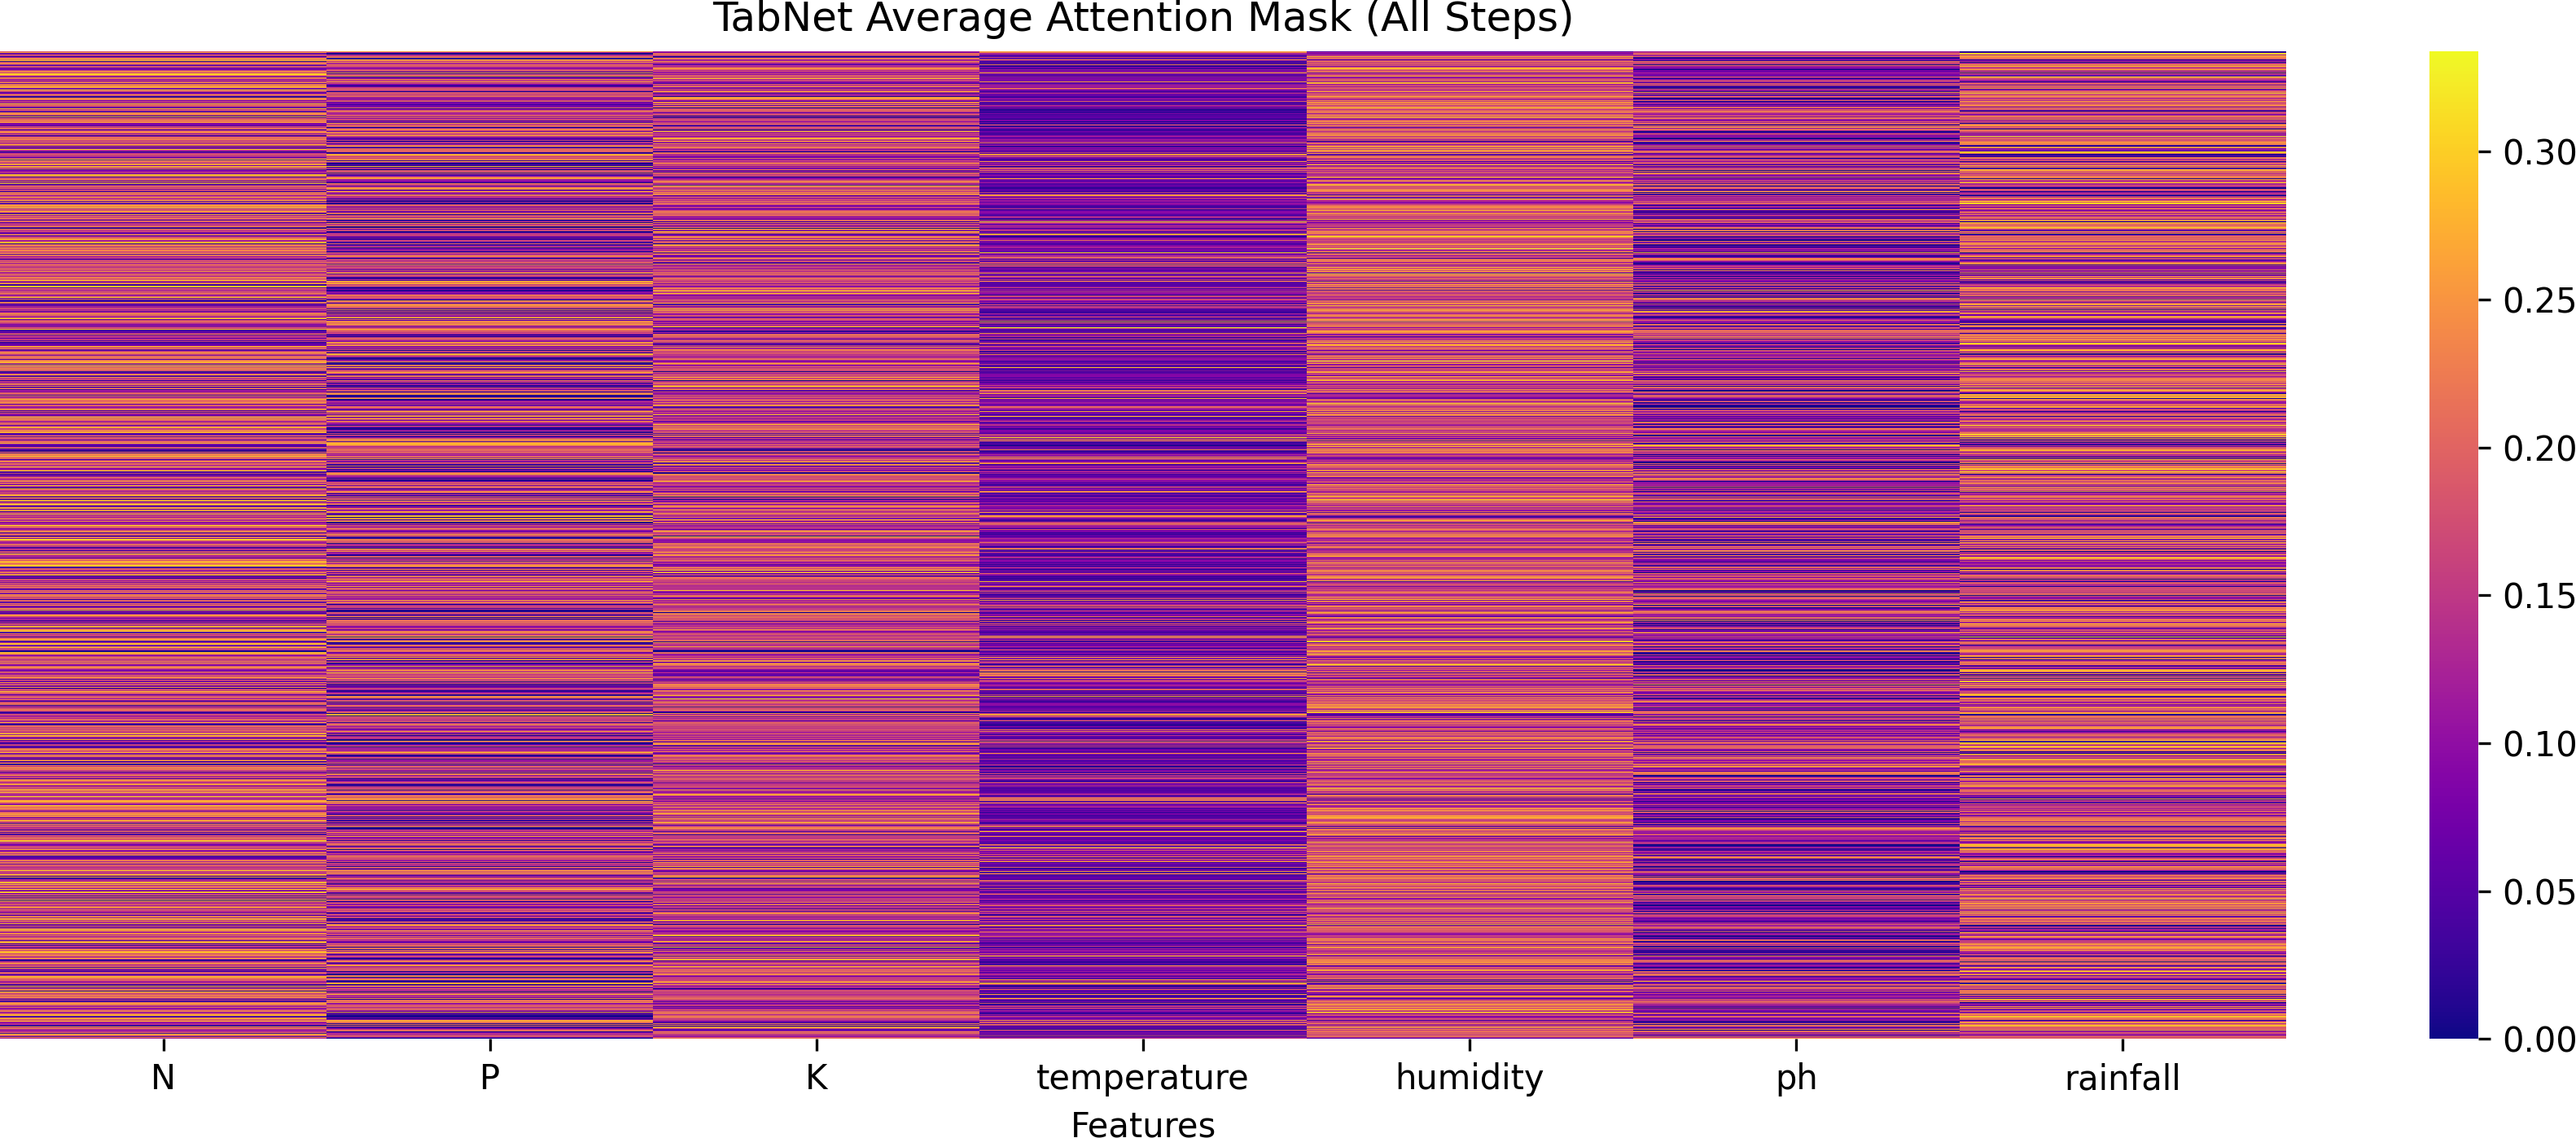 TabNet Average Attention Mask (All Steps)
0.30
0.25
0.20
0.15
0.10
0.05
0.00
N P K temperature humidity ph rainfall
Features